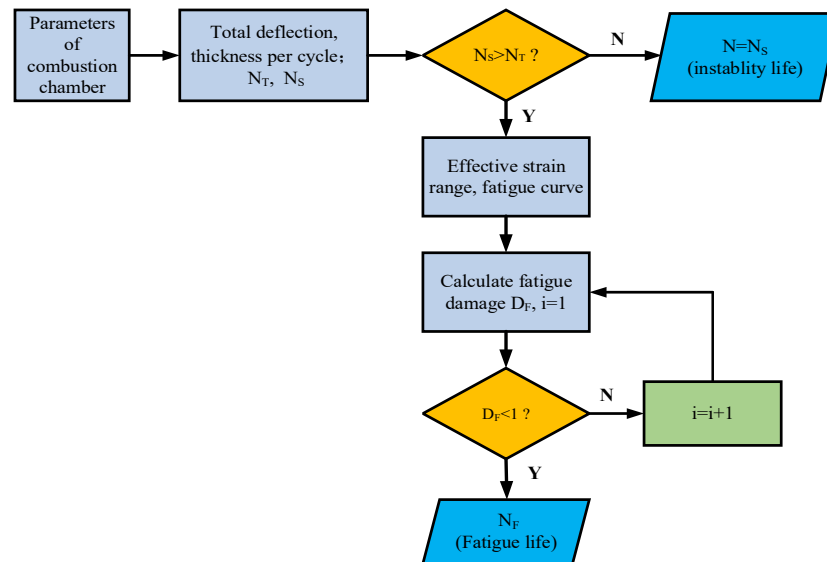 Parameters
of
combustion
chamber
Total deflection,
thickness per cycle;
N_T, N_S
N_S>N_T ?
N
N=N_S
(instablity life)
Y
Effective strain
range, fatigue curve
Calculate fatigue
damage D_F, i=1
D_F<1 ?
N
i=i+1
Y
N_F
(Fatigue life)